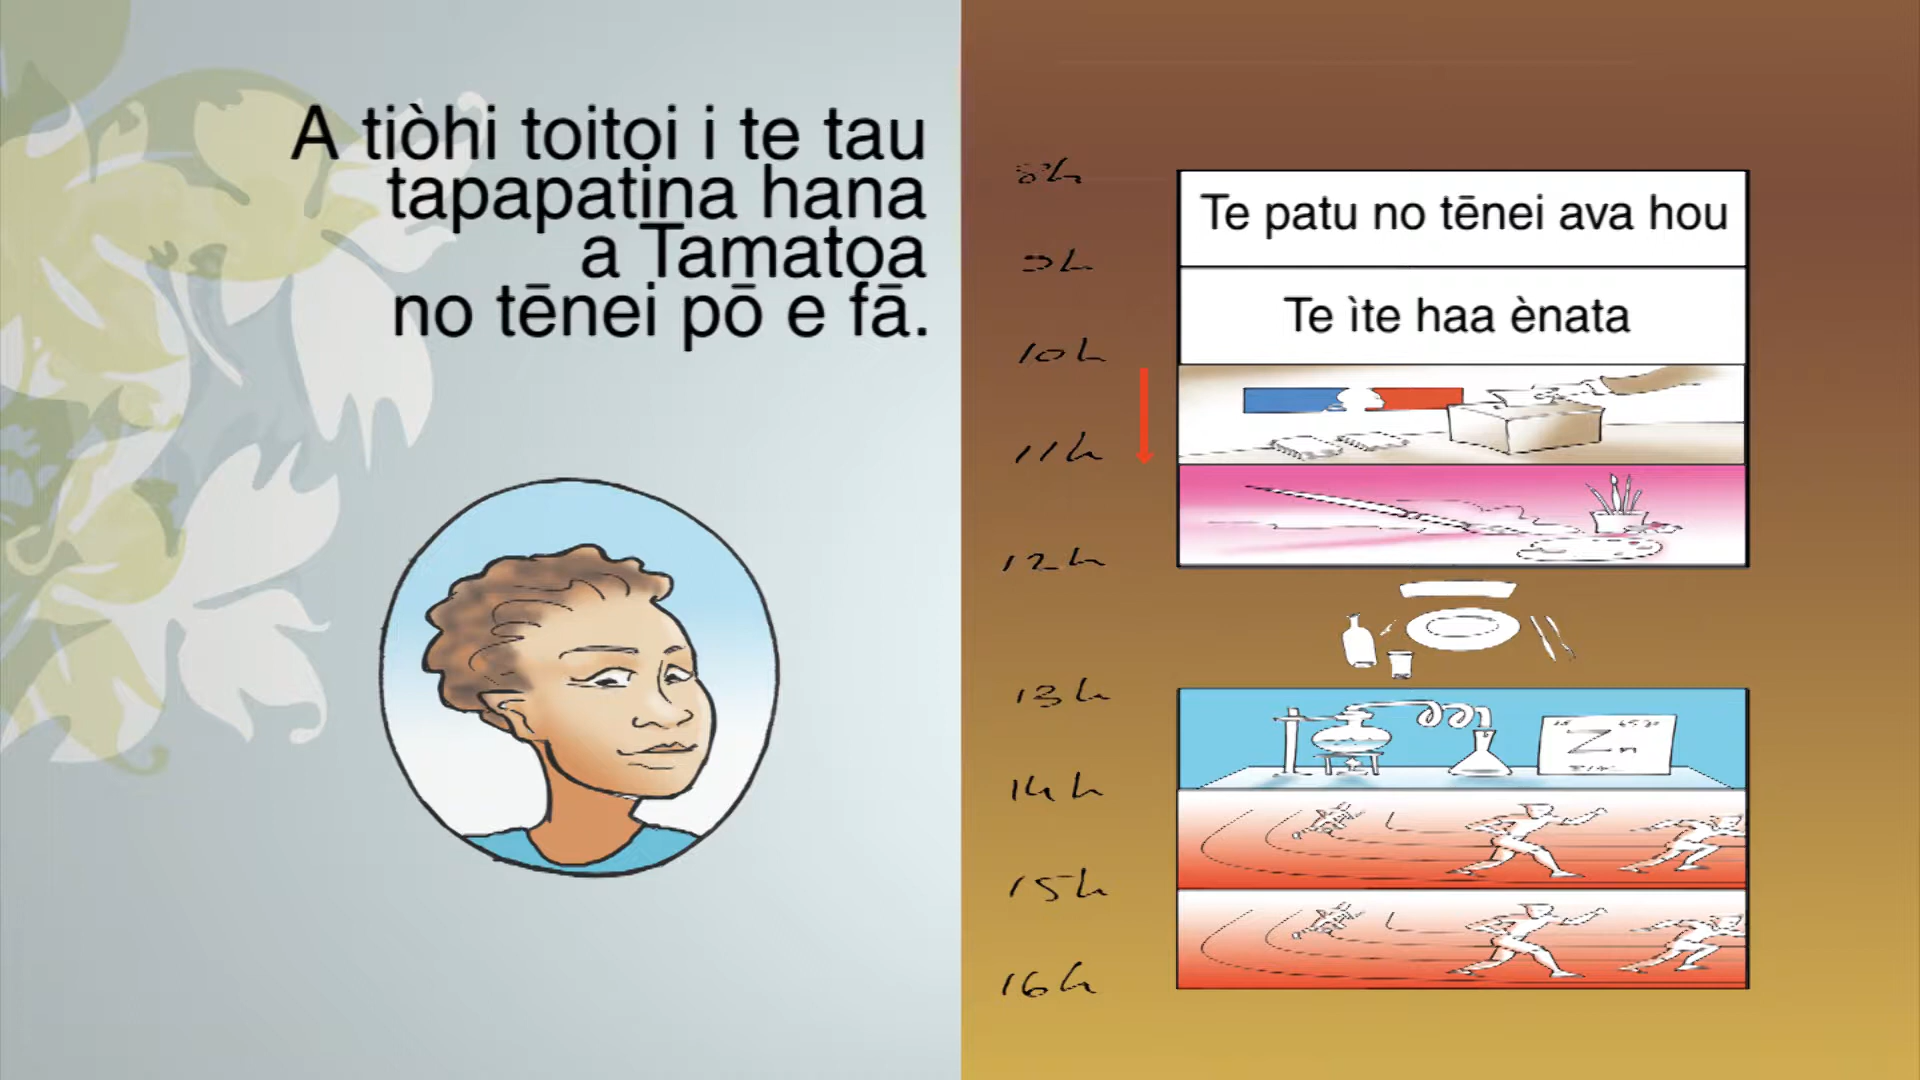 A tiòhi toitoi i te tau
tapapatina hana
a Tamatoa
no tēnei pō e fā.
8h
Te patu no tēnei ava hou
9h
Te ìte haa ènata
10h
11h
12h
13h
Zn
14h
15h
16h